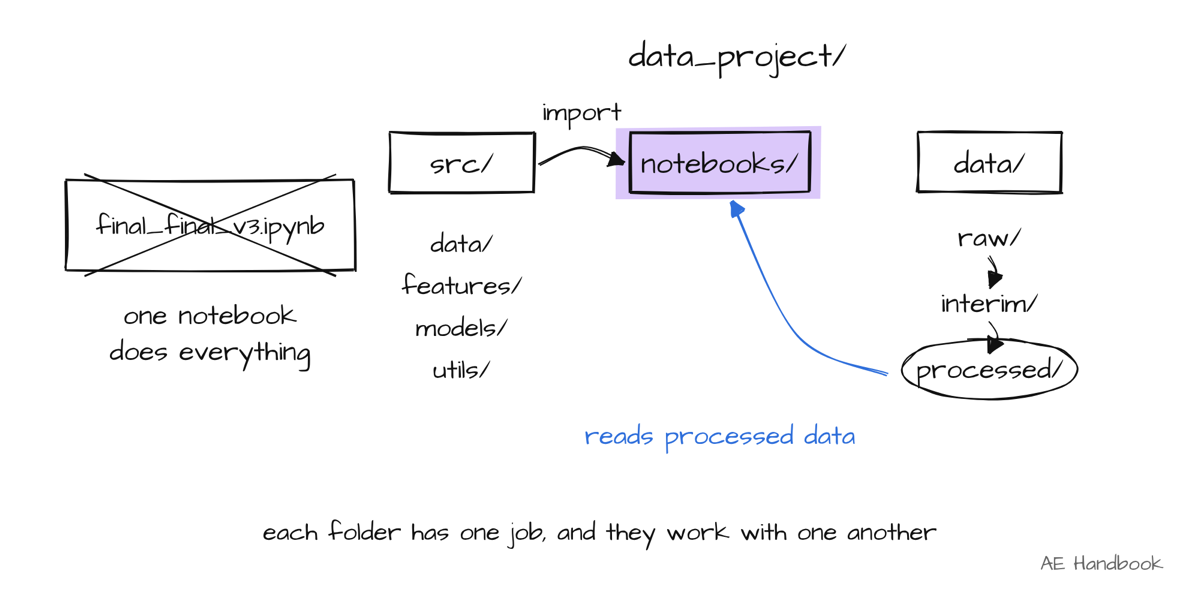 data_project/
import
src/
notebooks/
data/
final_final_v3.ipynb
one notebook
does everything
data/
features/
models/
utils/
raw/
interim/
processed/
reads processed data
each folder has one job, and they work with one another
AE Handbook